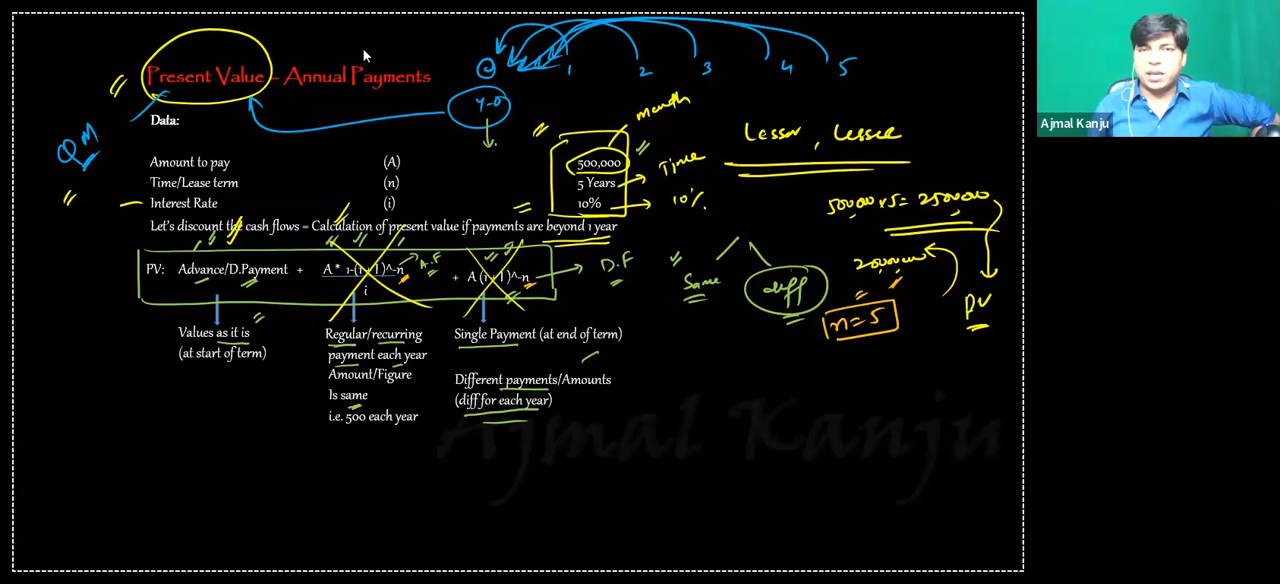 0 1 2 3 4 5
Present Value – Annual Payments
Y-0
Data:
month
QM
Lessor, Lessee
Ajmal Kanju
Amount to pay (A) 500,000
Time/Lease term (n) 5 Years Time
Interest Rate (i) 10% 10%
500000 x 5 = 2500000
Let's discount the cash flows = Calculation of present value if payments are beyond 1 year
PV: Advance/D.Payment + A * 1-(1+i)^-n + A (1+i)^-n
i
A.F
D.F
Same
diff
2000000
n = 5
PV
Values as it is
(at start of term)
Regular/recurring
payment each year
Amount/Figure
Is same
i.e. 500 each year
Single Payment (at end of term)
Different payments/Amounts
(diff for each year)
Ajmal Kanju